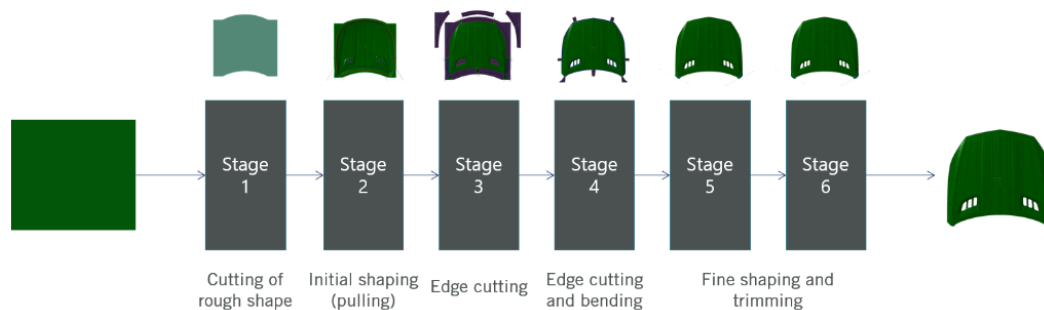 Stage
1
Stage
2
Stage
3
Stage
4
Stage
5
Stage
6
Cutting of
rough shape
Initial shaping
(pulling)
Edge cutting
Edge cutting
and bending
Fine shaping and
trimming